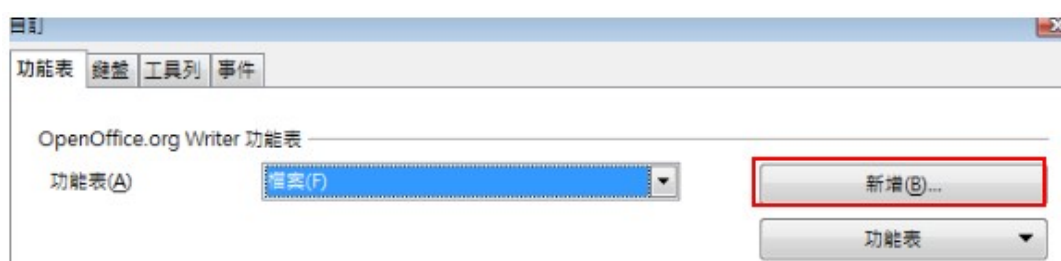 自訂
功能表 鍵盤 工具列 事件
OpenOffice.org Writer 功能表
功能表(A) 檔案(F) 新增(B)...
功能表